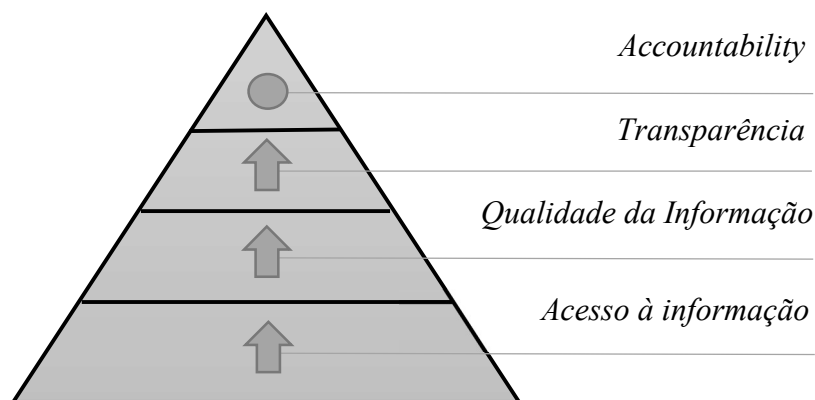 Accountability
Transparência
Qualidade da Informação
Acesso à informação